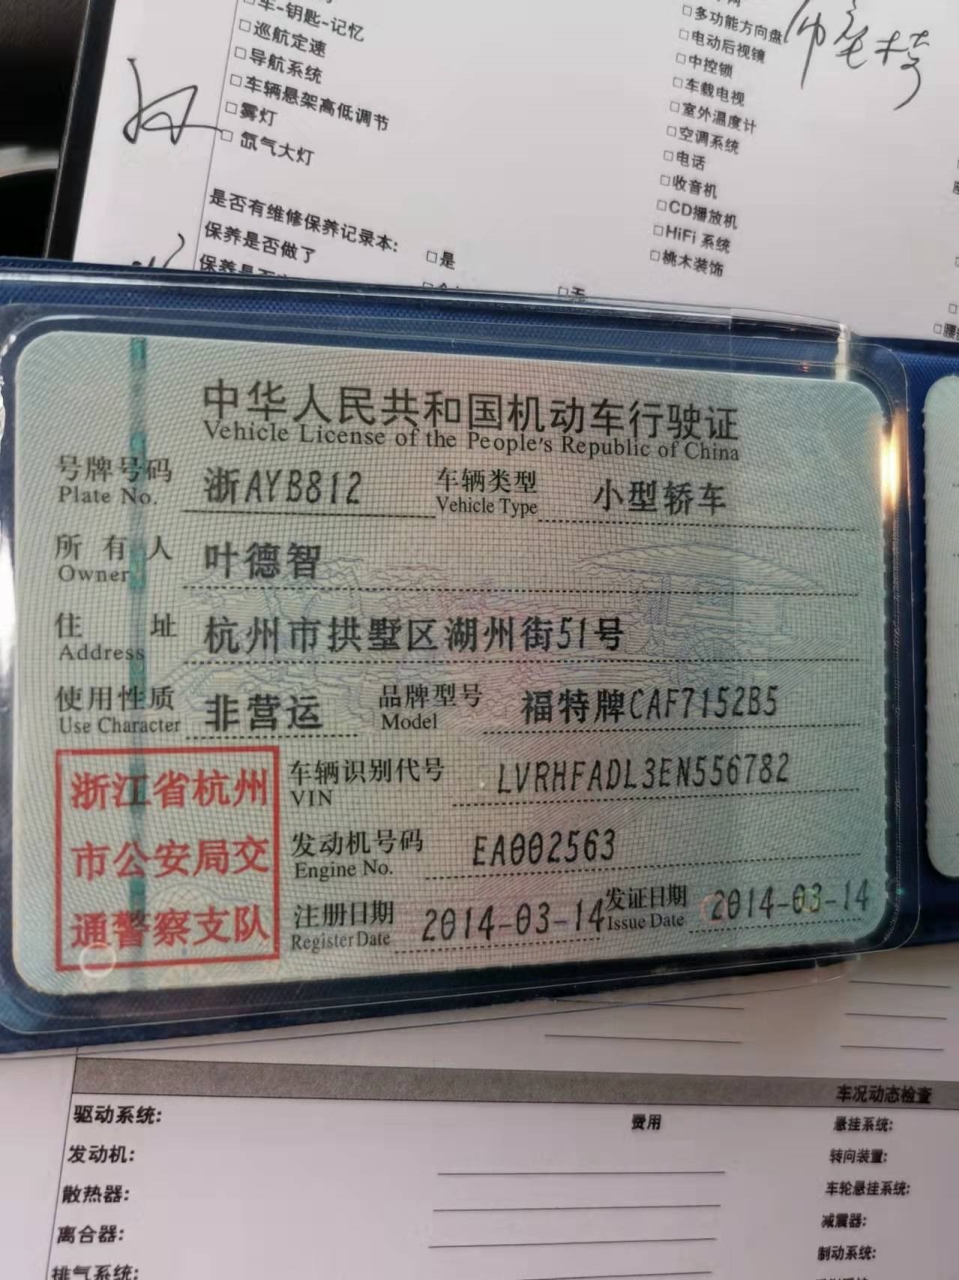 车-钥匙-记忆
□巡航定速
□导航系统
□车辆悬架高低调节
□雾灯
□氙气大灯
是否有维修保养记录本:
□是
保养是否做了
□无
□多功能方向盘
□电动后视镜
□中控锁
□车载电视
□室外温度计
□空调系统
□电话
□收音机
□CD播放机
□HiFi 系统
□桃木装饰
中华人民共和国机动车行驶证
Vehicle License of the People's Republic of China
号牌号码 浙AYB812 车辆类型 小型轿车
Plate No. Vehicle Type
所有人 叶德智
Owner
住址 杭州市拱墅区湖州街51号
Address
使用性质 非营运 品牌型号 福特牌CAF7152B5
Use Character Model
浙江省杭州
市公安局交
通警察支队
车辆识别代号 LVRHFADL3EN556782
VIN
发动机号码 EA002563
Engine No.
注册日期 2014-03-14 发证日期 2014-03-14
Register Date Issue Date
驱动系统:
费用
发动机:
散热器:
离合器:
排气系统:
车况动态检查
悬挂系统:
转向装置:
车轮悬挂系统:
减震器:
制动系统: